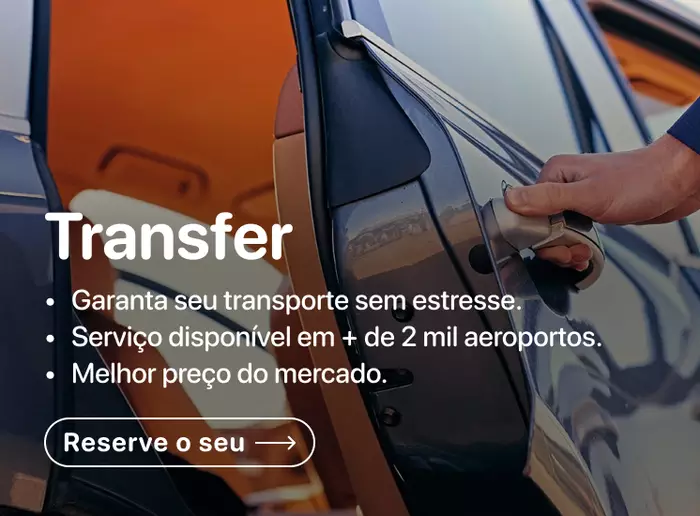 Transfer
• Garanta seu transporte sem estresse.
• Serviço disponível em + de 2 mil aeroportos.
• Melhor preço do mercado.
Reserve o seu →